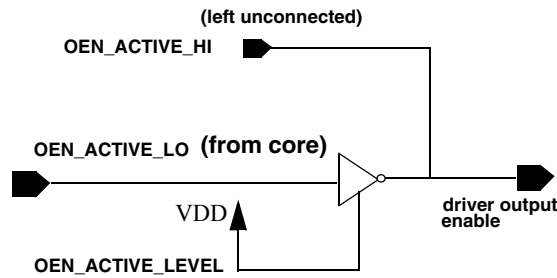 (left unconnected)
OEN_ACTIVE_HI
OEN_ACTIVE_LO (from core)
VDD
driver output
enable
OEN_ACTIVE_LEVEL